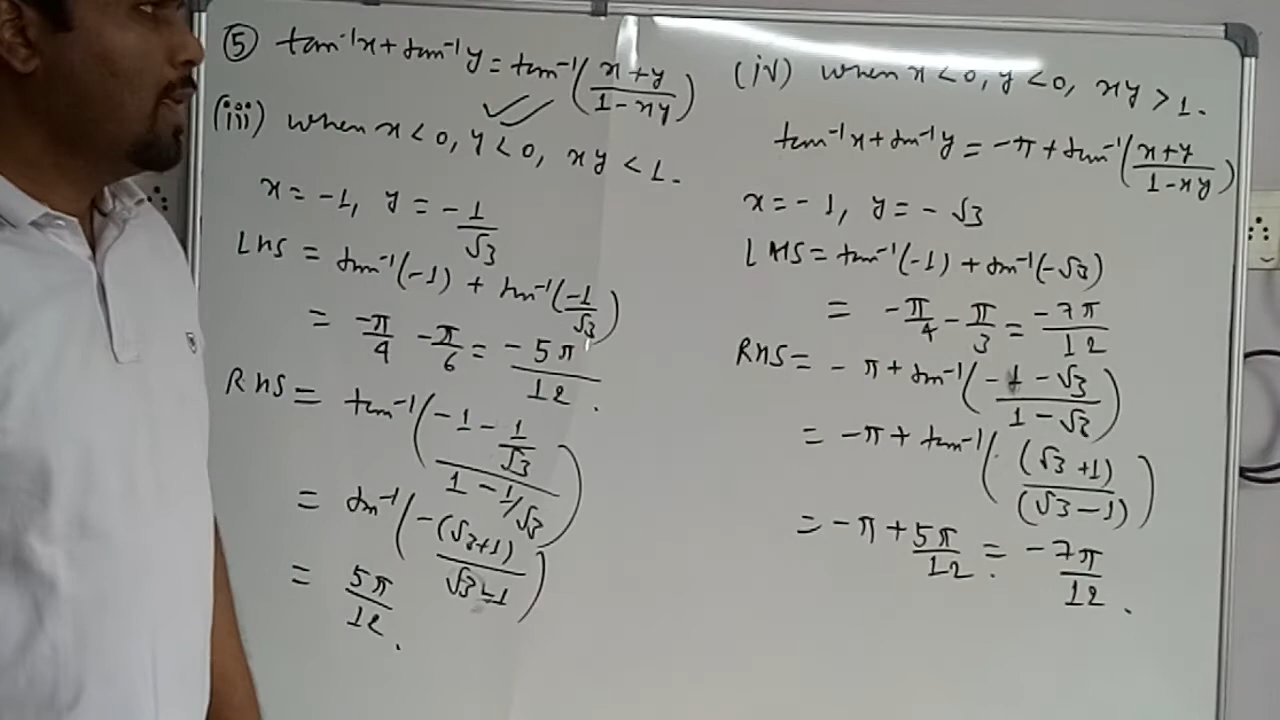 ⑤ tan⁻¹x + tan⁻¹y = tan⁻¹((x+y)/(1-xy))
(iii) when x < 0, y < 0, xy < 1.
x = -1, y = -1/√3
LHS = tan⁻¹(-1) + tan⁻¹(-1/√3)
= -π/4 - π/6 = -5π/12.
RHS = tan⁻¹((-1 - 1/√3)/(1 - 1/√3))
= tan⁻¹(-(√3+1)/(√3-1))
= 5π/12.
(iv) when x < 0, y < 0, xy > 1.
tan⁻¹x + tan⁻¹y = -π + tan⁻¹((x+y)/(1-xy))
x = -1, y = -√3
LHS = tan⁻¹(-1) + tan⁻¹(-√3)
= -π/4 - π/3 = -7π/12
RHS = -π + tan⁻¹((-1-√3)/(1-√3))
= -π + tan⁻¹((√3+1)/(√3-1))
= -π + 5π/12 = -7π/12.